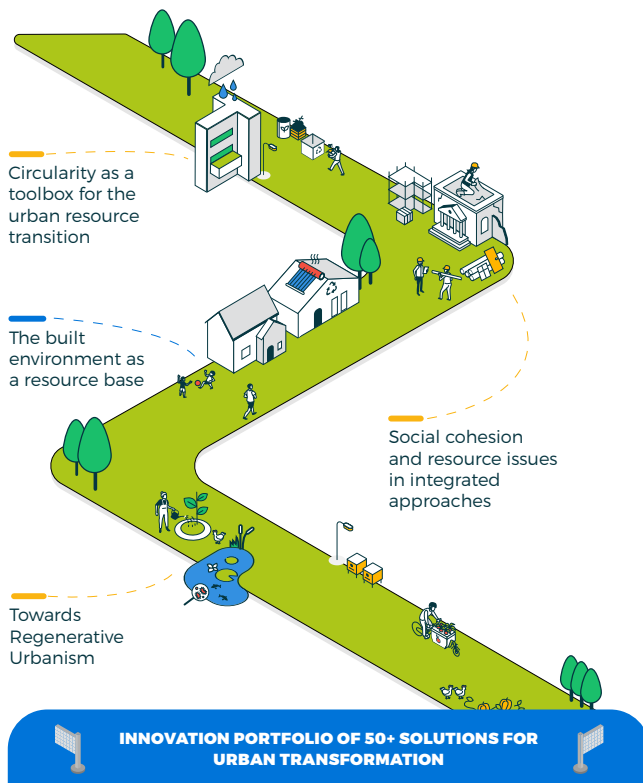 Circularity as a
toolbox for the
urban resource
transition
The built
environment as
a resource base
Social cohesion
and resource issues
in integrated
approaches
Towards
Regenerative
Urbanism
INNOVATION PORTFOLIO OF 50+ SOLUTIONS FOR
URBAN TRANSFORMATION